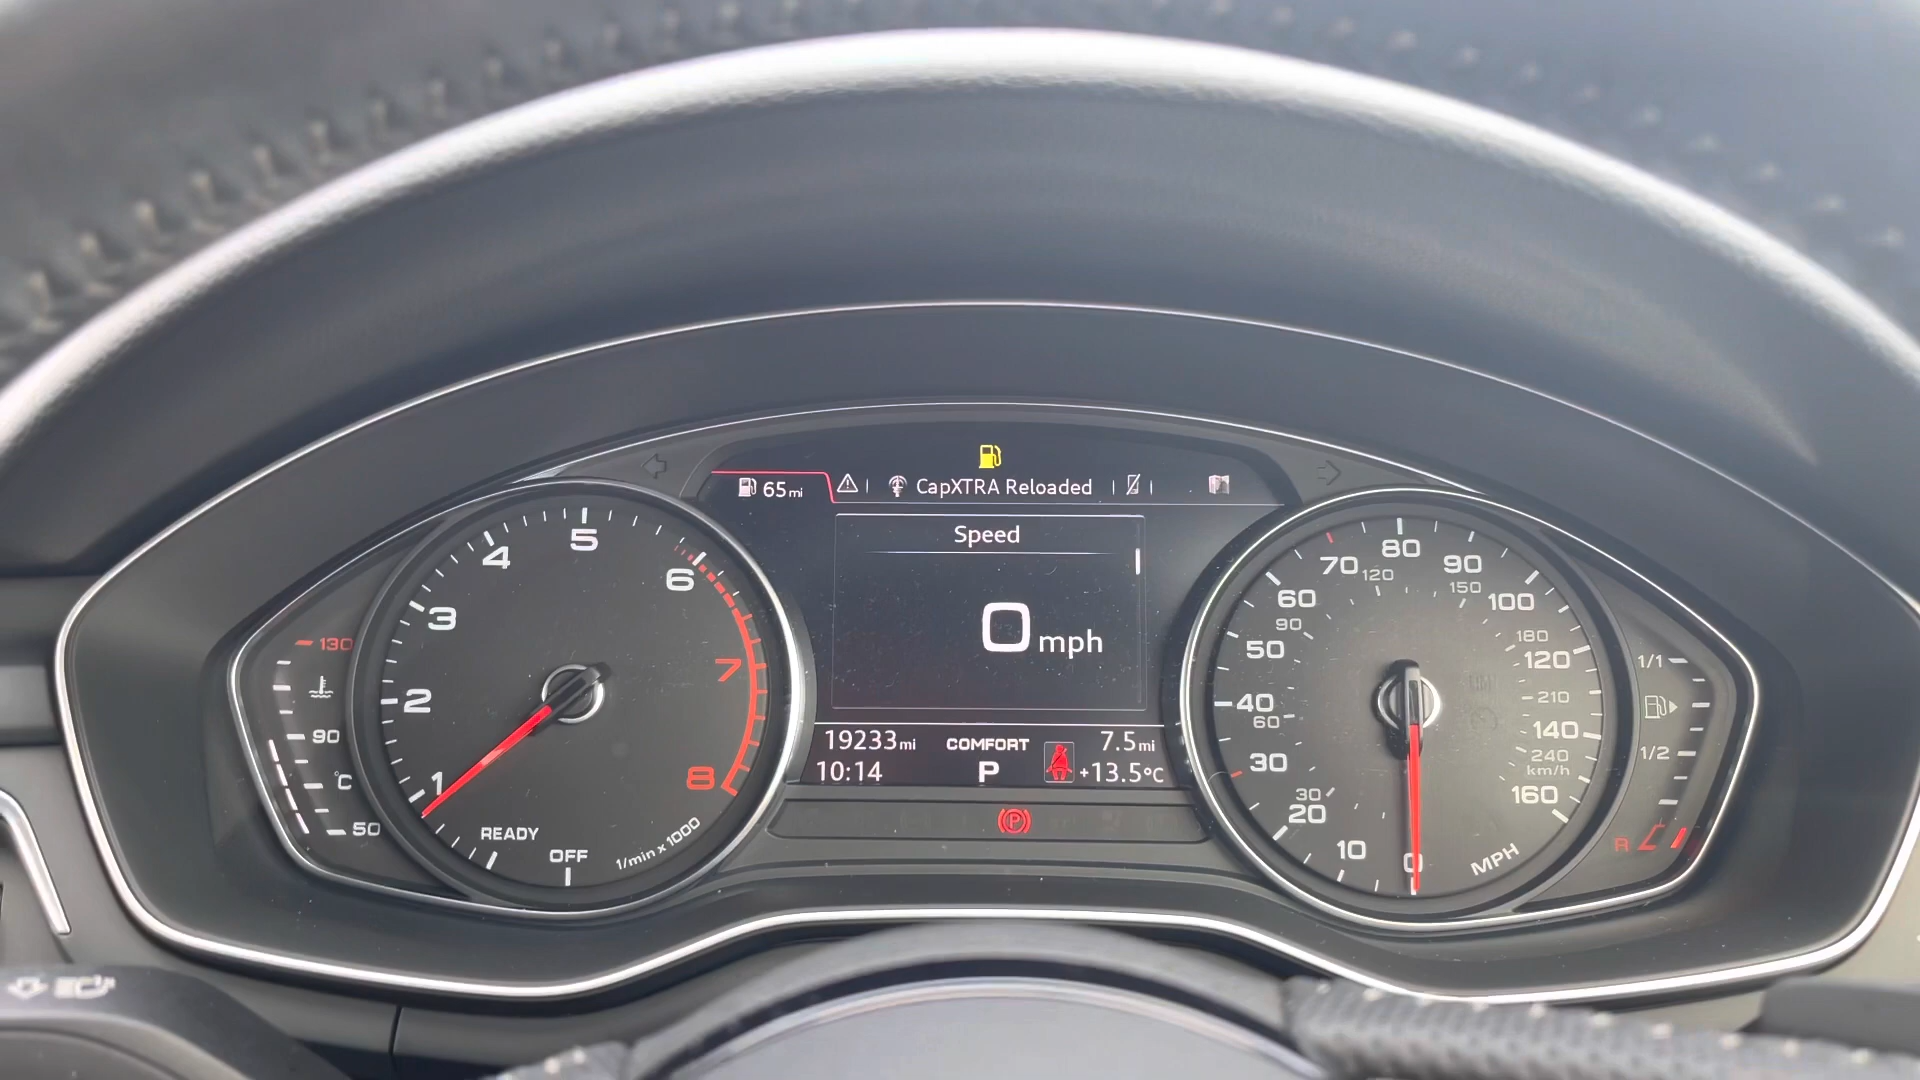 65mi
CapXTRA Reloaded
Speed
0 mph
19233mi
COMFORT
7.5mi
10:14
P
+13.5°C
(P)
130
90
°C
50
1
2
3
4
5
6
7
8
READY
OFF
1/min x 1000
0
10
20
30
40
50
60
70
80
90
100
120
140
160
MPH
30
60
90
120
150
180
210
240
km/h
1/1
1/2
R